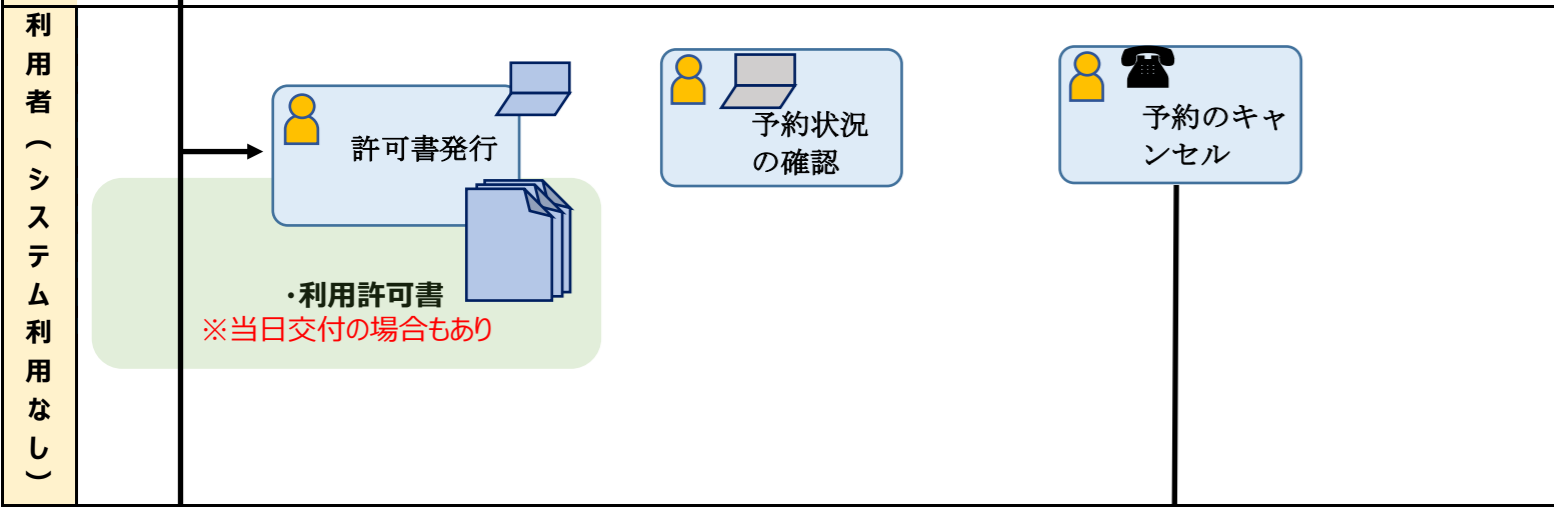 利用者（システム利用なし）
許可書発行
予約状況
の確認
予約のキャ
ンセル
・利用許可書
※当日交付の場合もあり